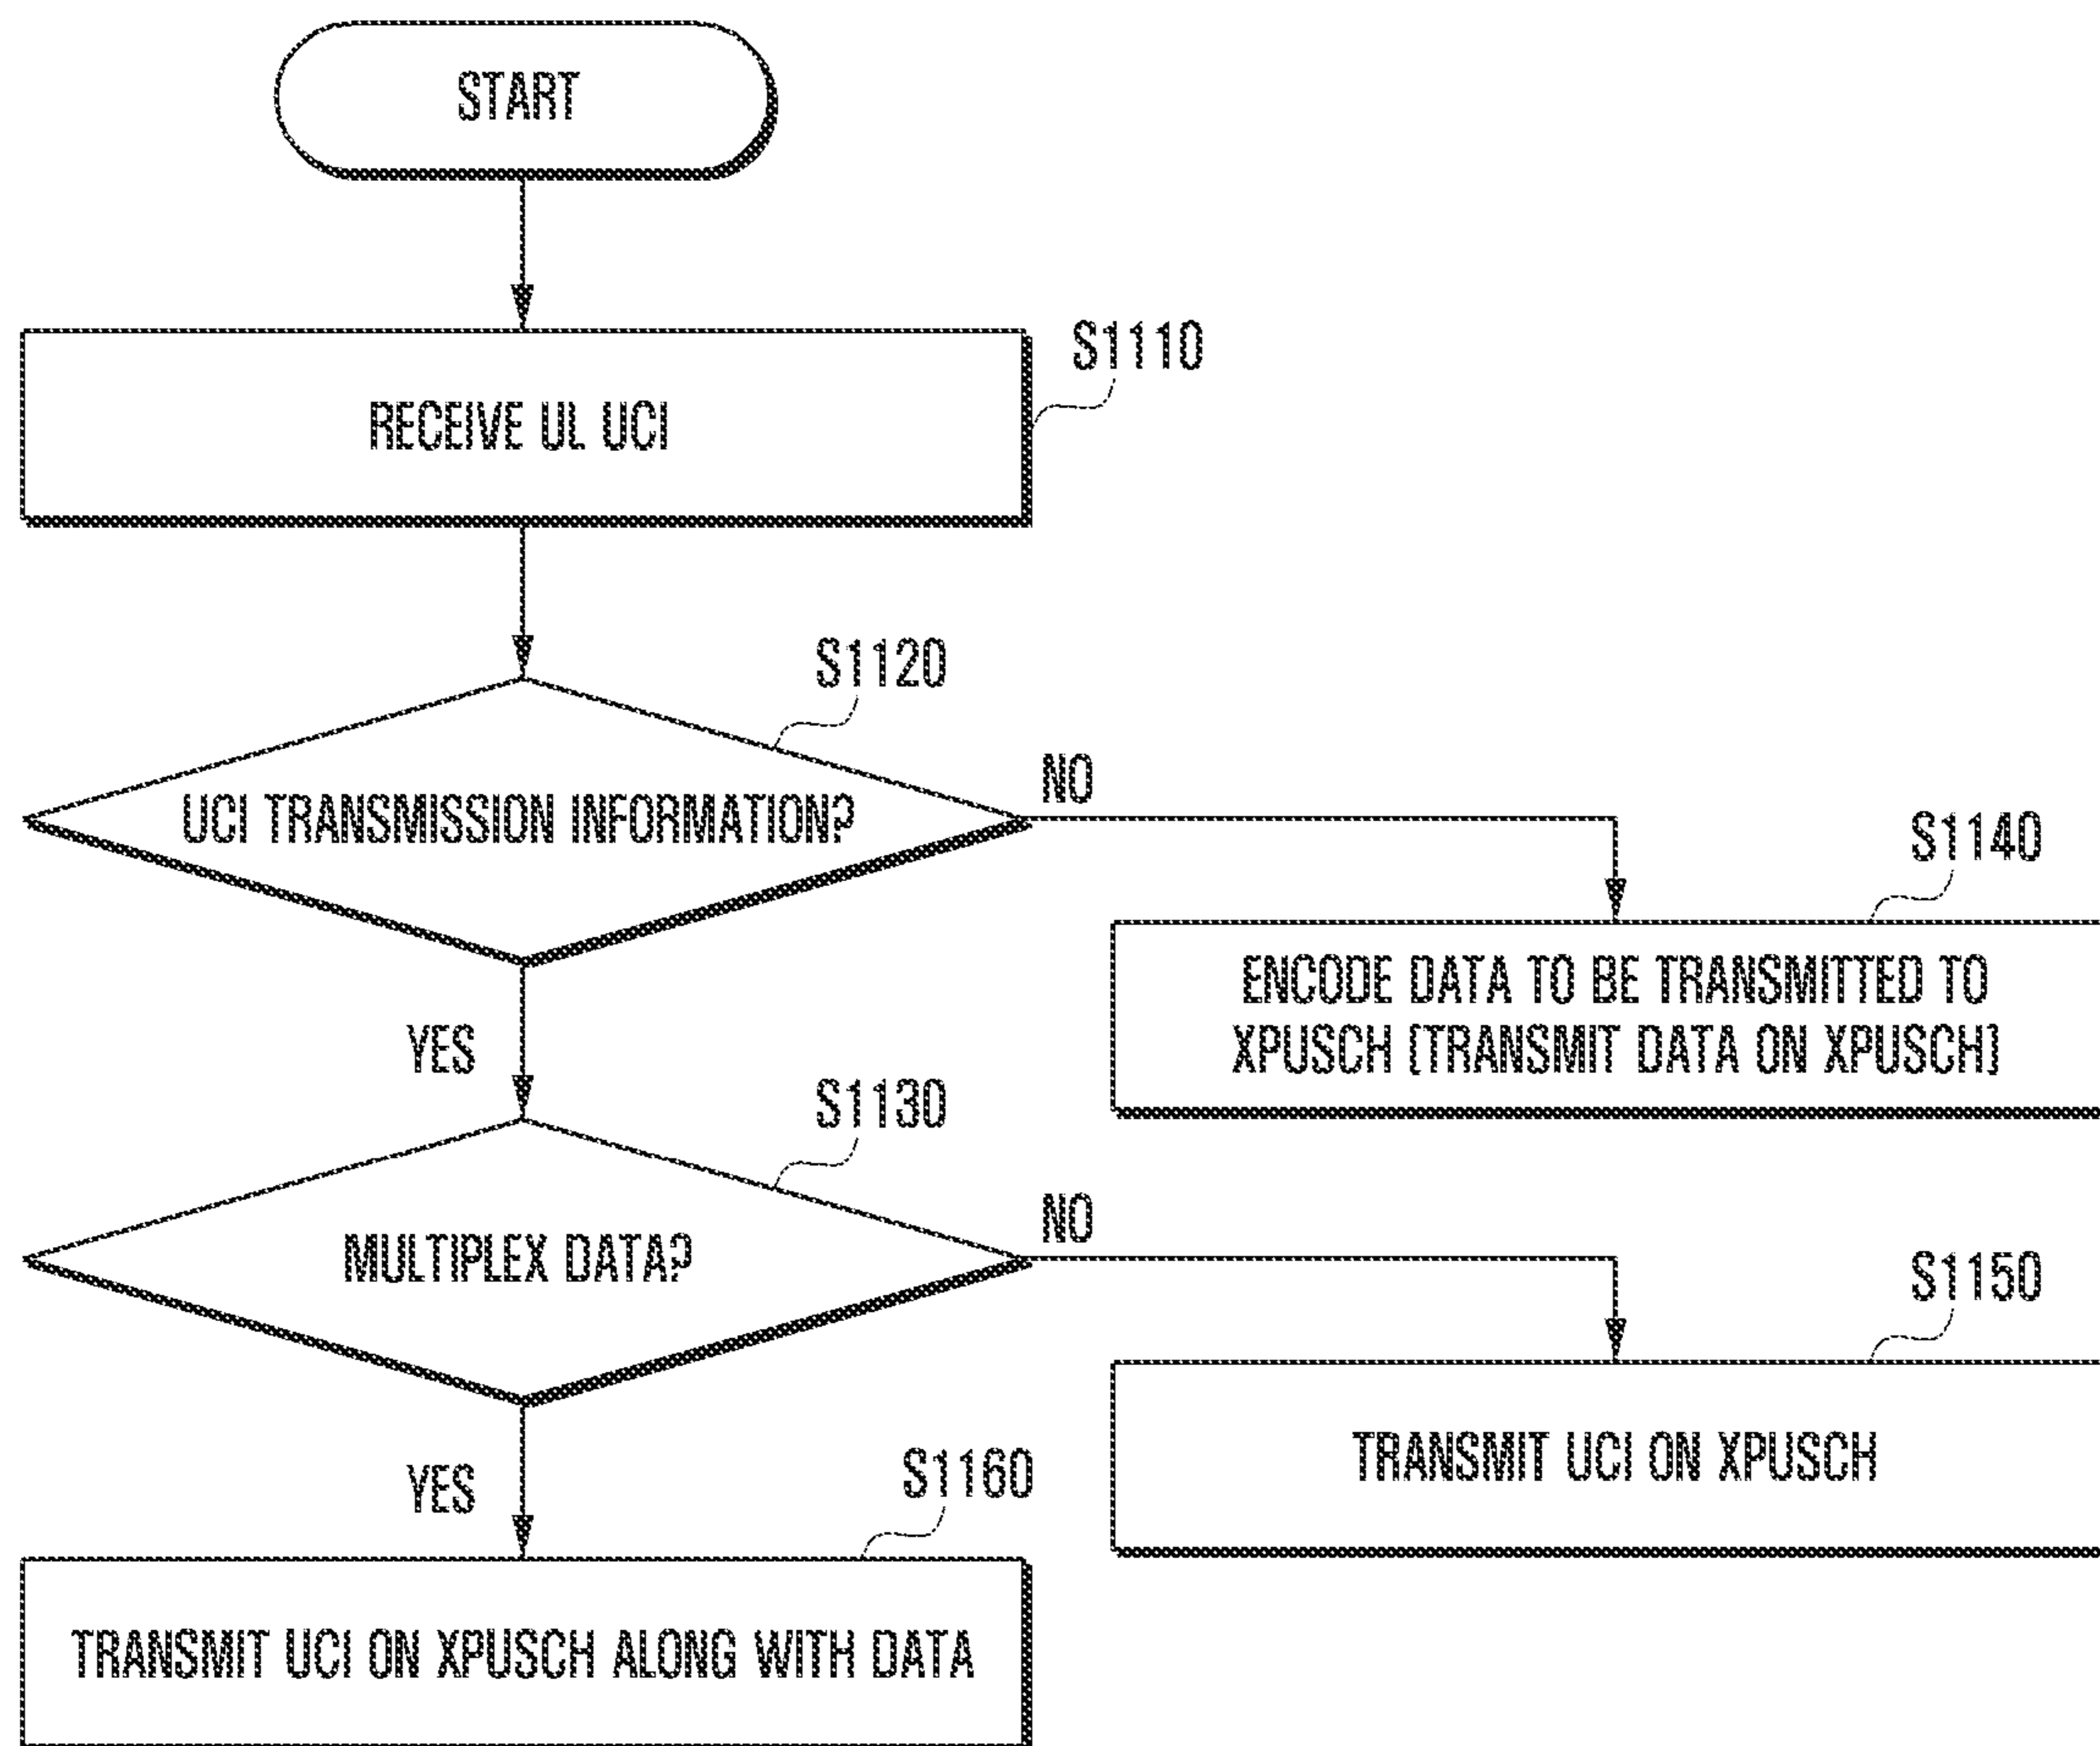 START
S1110
RECEIVE UL UCI
S1120
UCI TRANSMISSION INFORMATION?
NO
S1140
ENCODE DATA TO BE TRANSMITTED TO
XPUSCH [TRANSMIT DATA ON XPUSCH]
YES
S1130
MULTIPLEX DATA?
NO
S1150
TRANSMIT UCI ON XPUSCH
YES
S1160
TRANSMIT UCI ON XPUSCH ALONG WITH DATA